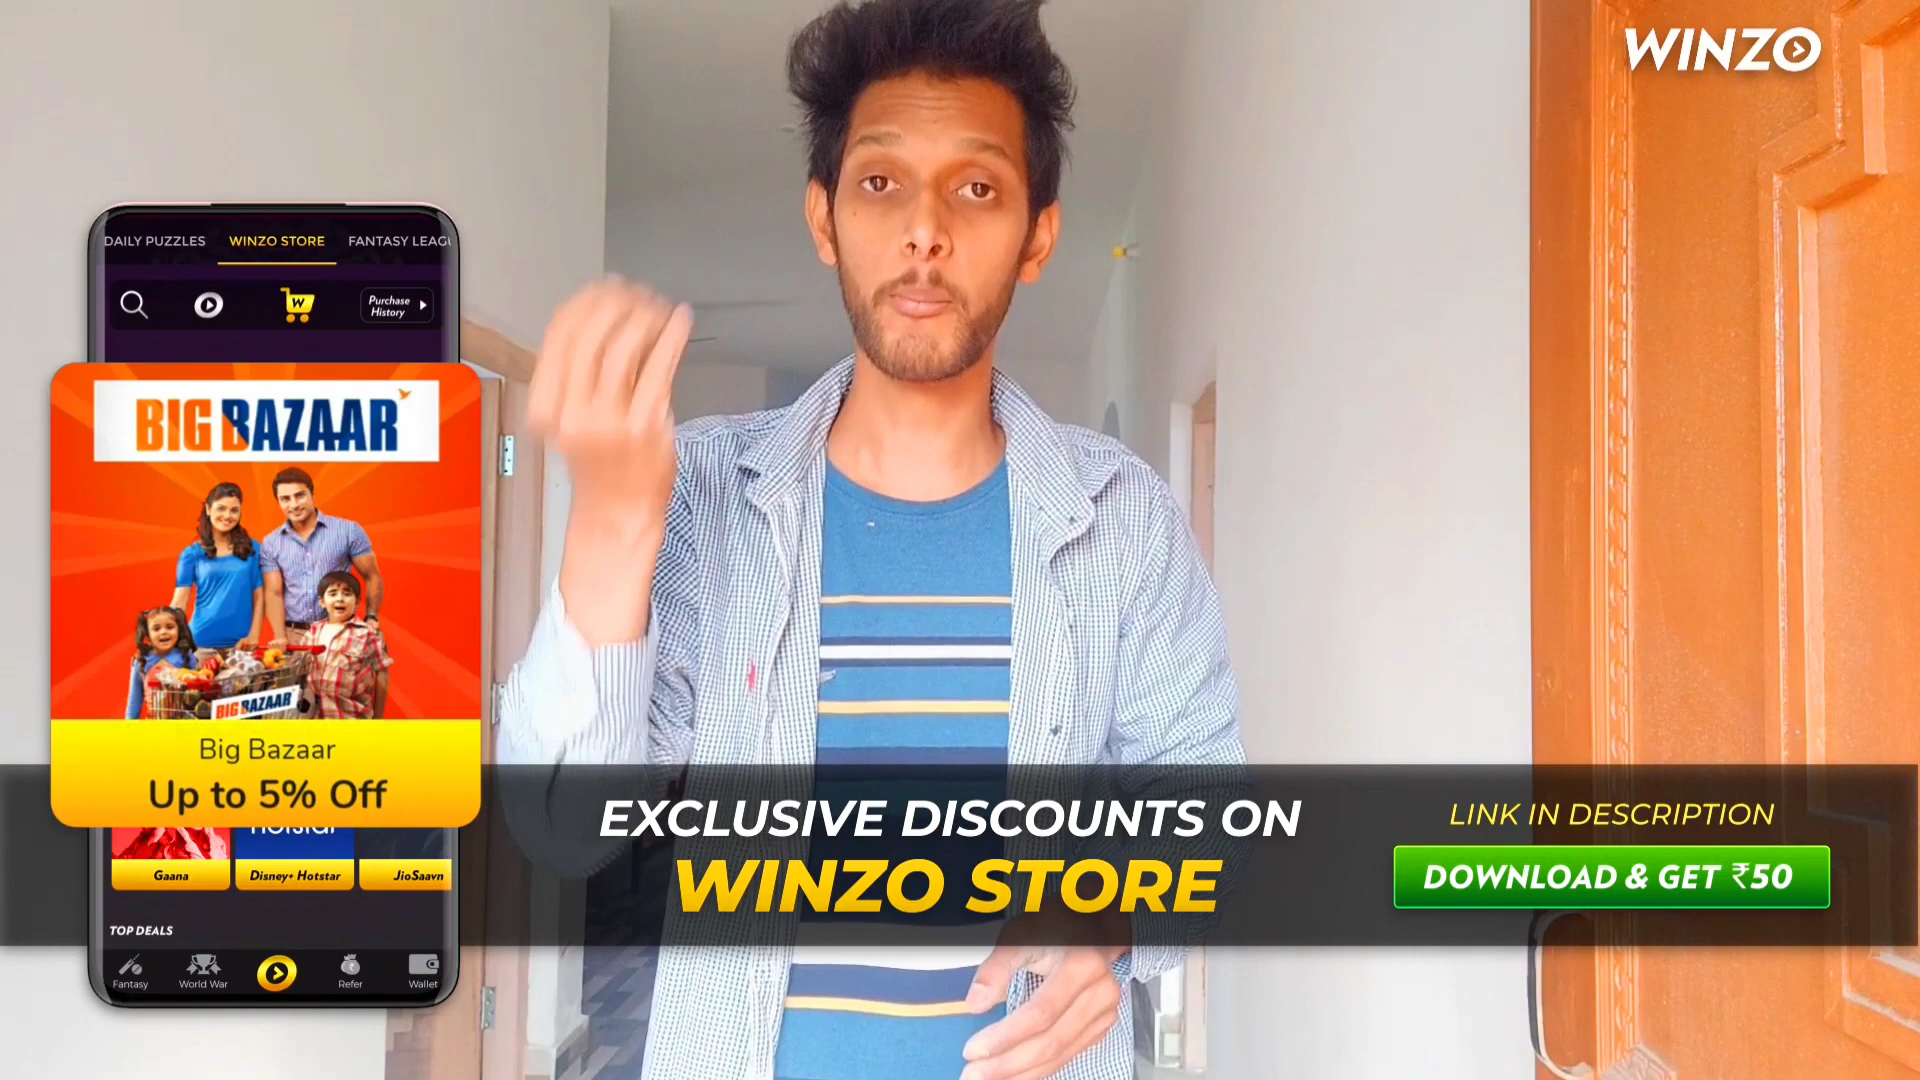 WINZO
DAILY PUZZLES
WINZO STORE
FANTASY LEAGU
W
Purchase
History
BIG BAZAAR
BIG BAZAAR
Big Bazaar
Up to 5% Off
hotstar
Gaana
Disney+ Hotstar
JioSaavn
TOP DEALS
Fantasy
World War
Refer
Wallet
EXCLUSIVE DISCOUNTS ON
WINZO STORE
LINK IN DESCRIPTION
DOWNLOAD & GET ₹50